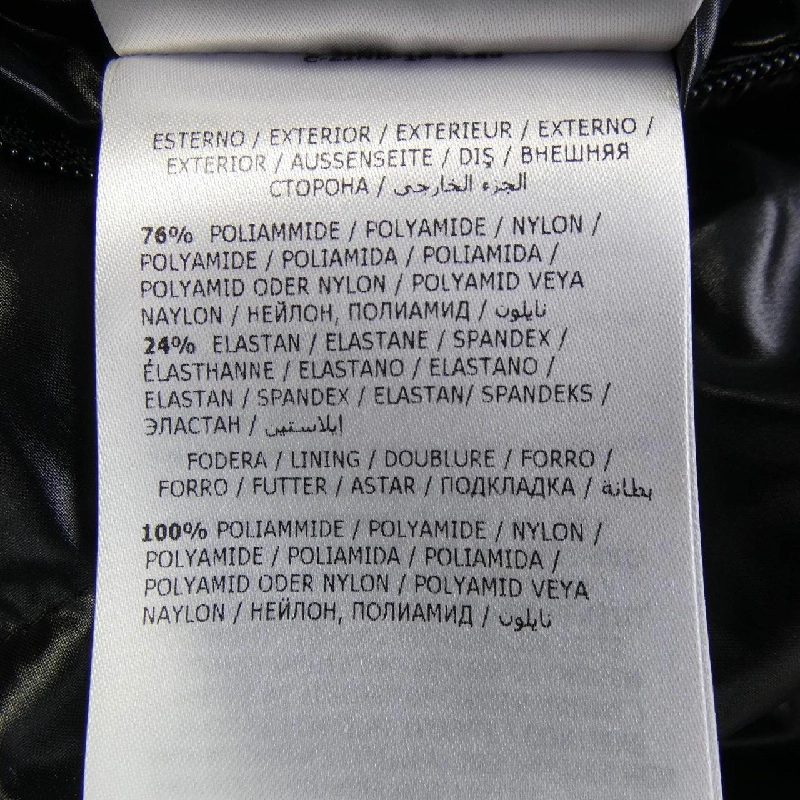 ESTERNO / EXTERIOR / EXTERIEUR / EXTERNO /
EXTERIOR / AUSSENSEITE / DIŞ / ВНЕШНЯЯ
СТОРОНА / الجزء الخارجي
76% POLIAMMIDE / POLYAMIDE / NYLON /
POLYAMIDE / POLIAMIDA / POLIAMIDA /
POLYAMID ODER NYLON / POLYAMID VEYA
NAYLON / НЕЙЛОН, ПОЛИАМИД / نايلون
24% ELASTAN / ELASTANE / SPANDEX /
ÉLASTHANNE / ELASTANO / ELASTANO /
ELASTAN / SPANDEX / ELASTAN/ SPANDEKS /
ЭЛАСТАН / إيلاستين
FODERA / LINING / DOUBLURE / FORRO /
FORRO / FUTTER / ASTAR / ПОДКЛАДКА / بطانة
100% POLIAMMIDE / POLYAMIDE / NYLON /
POLYAMIDE / POLIAMIDA / POLIAMIDA /
POLYAMID ODER NYLON / POLYAMID VEYA
NAYLON / НЕЙЛОН, ПОЛИАМИД / نايلون